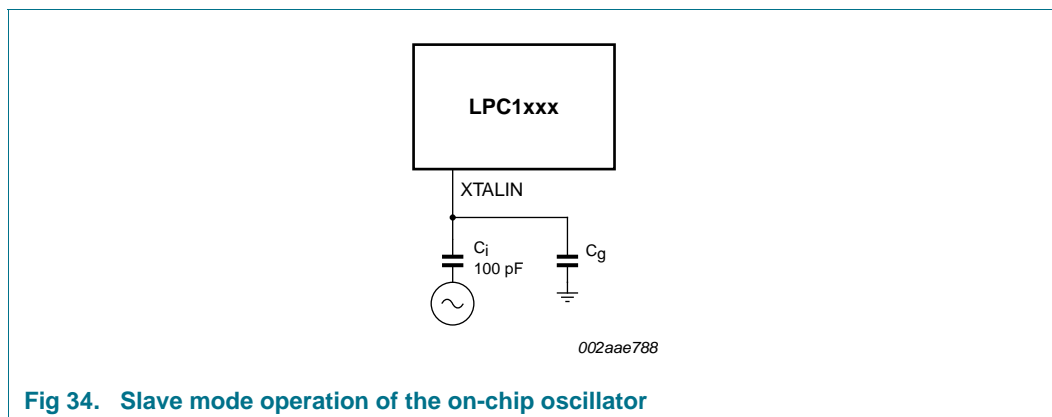 LPC1xxx
XTALIN
Ci
100 pF
Cg
002aae788
Fig 34. Slave mode operation of the on-chip oscillator